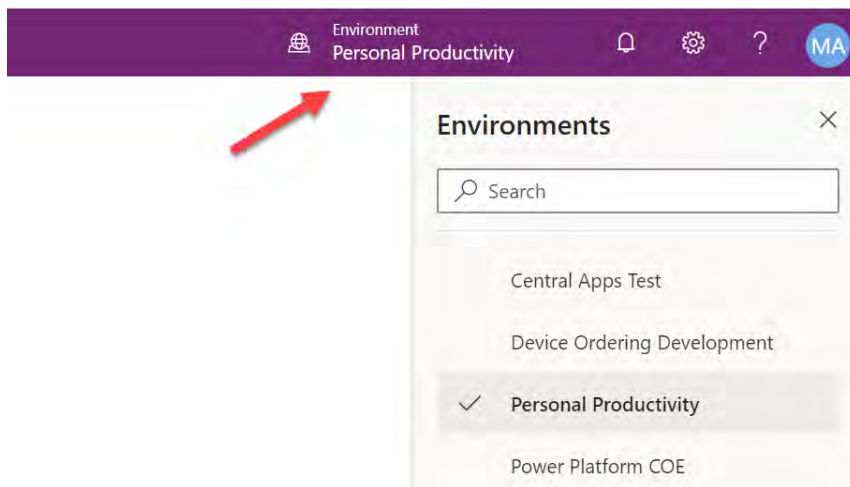 Environment
Personal Productivity
?
MA
Environments
Search
Central Apps Test
Device Ordering Development
Personal Productivity
Power Platform COE